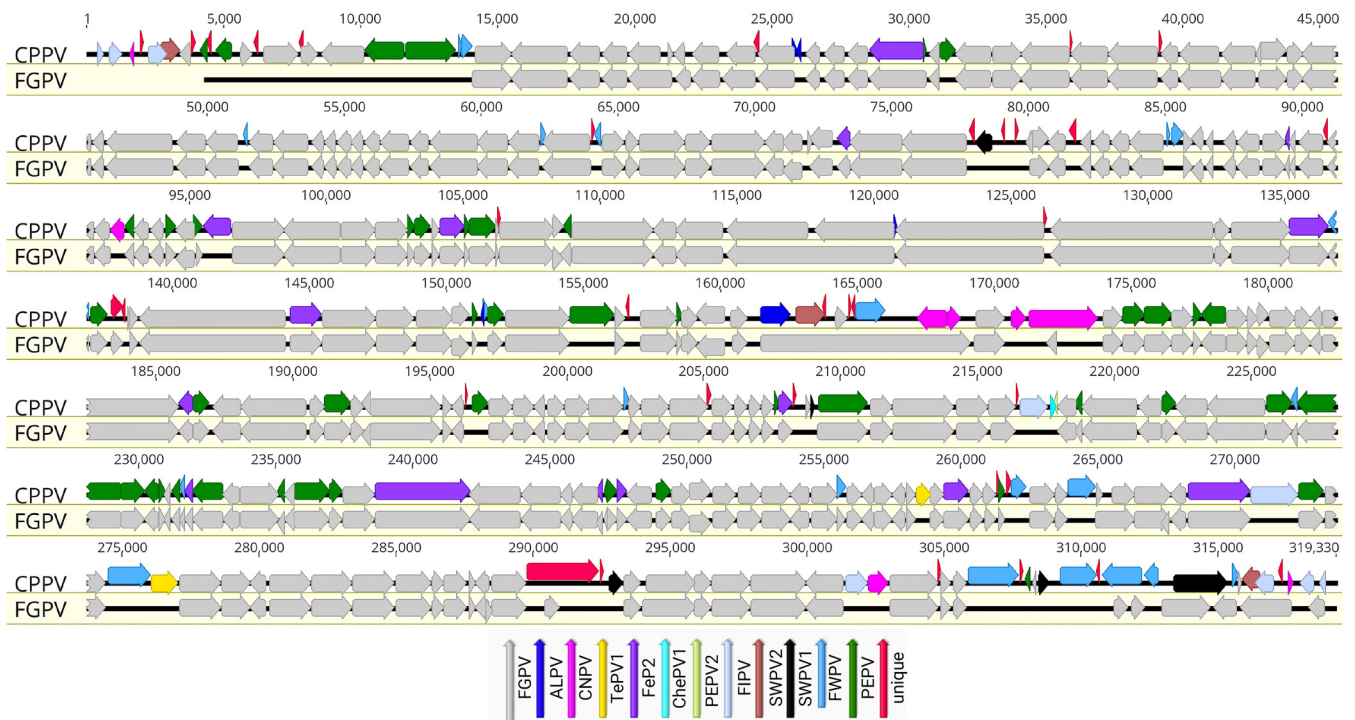 1 5,000 10,000 15,000 20,000 25,000 30,000 35,000 40,000 45,000
CPPV
FGPV
50,000 55,000 60,000 65,000 70,000 75,000 80,000 85,000 90,000
CPPV
FGPV
95,000 100,000 105,000 110,000 115,000 120,000 125,000 130,000 135,000
CPPV
FGPV
140,000 145,000 150,000 155,000 160,000 165,000 170,000 175,000 180,000
CPPV
FGPV
185,000 190,000 195,000 200,000 205,000 210,000 215,000 220,000 225,000
CPPV
FGPV
230,000 235,000 240,000 245,000 250,000 255,000 260,000 265,000 270,000
CPPV
FGPV
275,000 280,000 285,000 290,000 295,000 300,000 305,000 310,000 315,000 319,330
CPPV
FGPV
FGPV
ALPV
CNPV
TePV1
FeP2
ChePV1
PEPV2
FIPV
SWPV2
SWPV1
FWPV
PEPV
unique